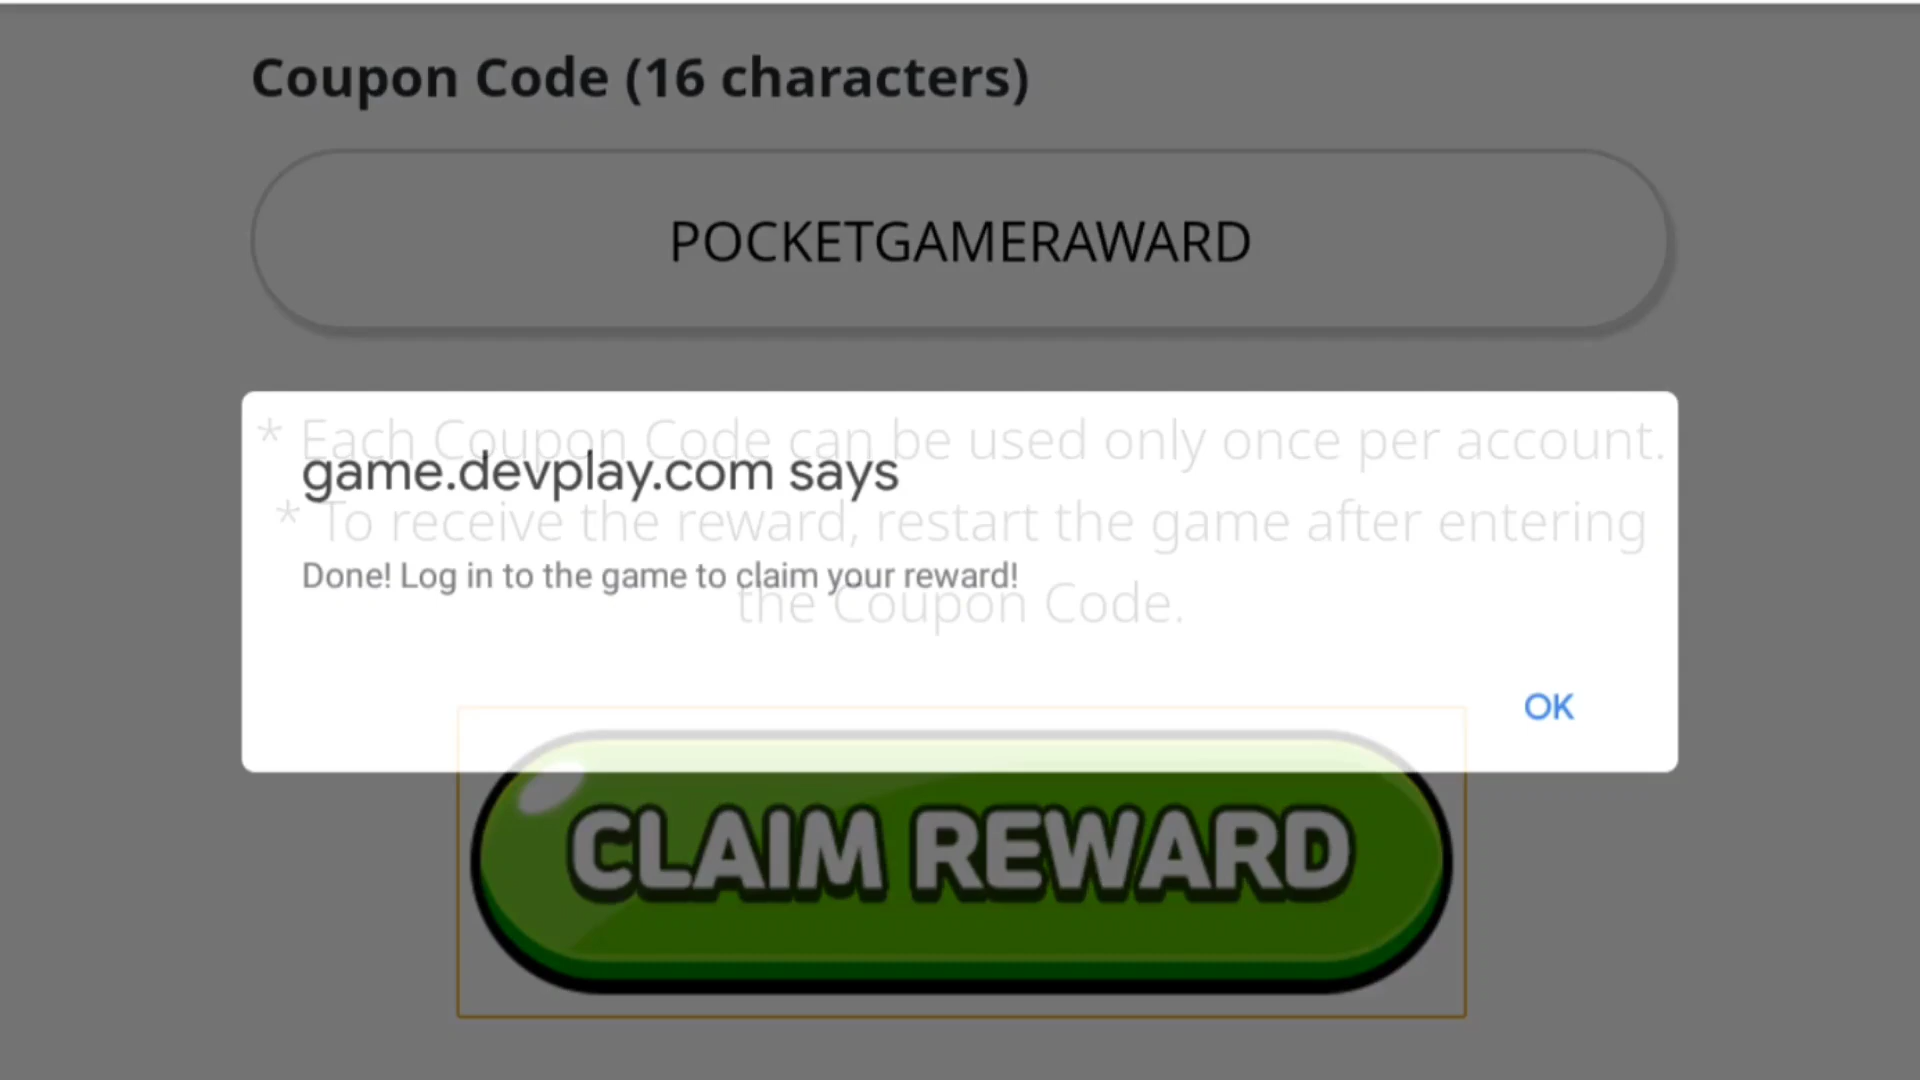 Coupon Code (16 characters)
POCKETGAMERAWARD
* Each Coupon Code can be used only once per account.
game.devplay.com says
* To receive the reward, restart the game after entering
Done! Log in to the game to claim your reward!
the Coupon Code.
OK
CLAIM REWARD